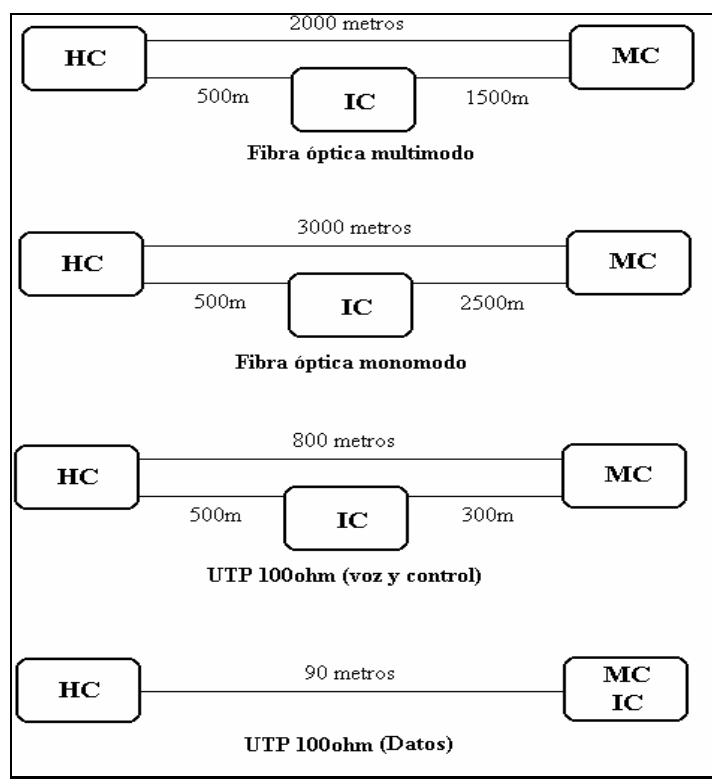 2000 metros
HC
MC
500m
IC
1500m
Fibra óptica multimodo
3000 metros
HC
MC
500m
IC
2500m
Fibra óptica monomodo
800 metros
HC
MC
500m
IC
300m
UTP 100ohm (voz y control)
90 metros
HC
MC
IC
UTP 100ohm (Datos)